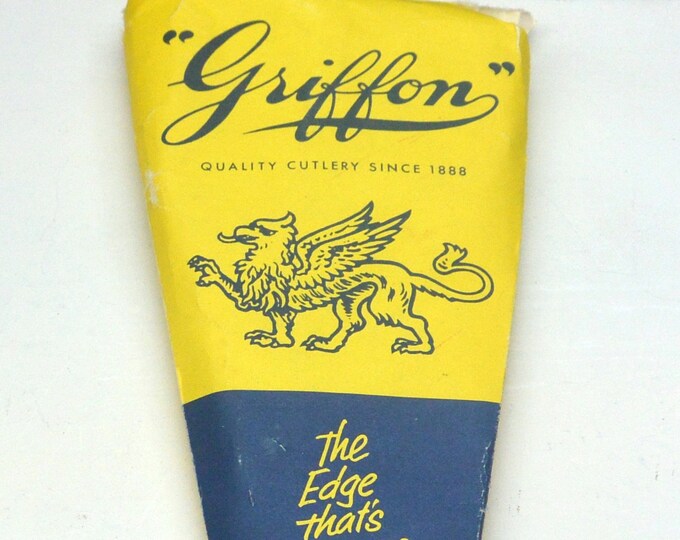 “Griffon”
QUALITY CUTLERY SINCE 1888
The
Edge
that's